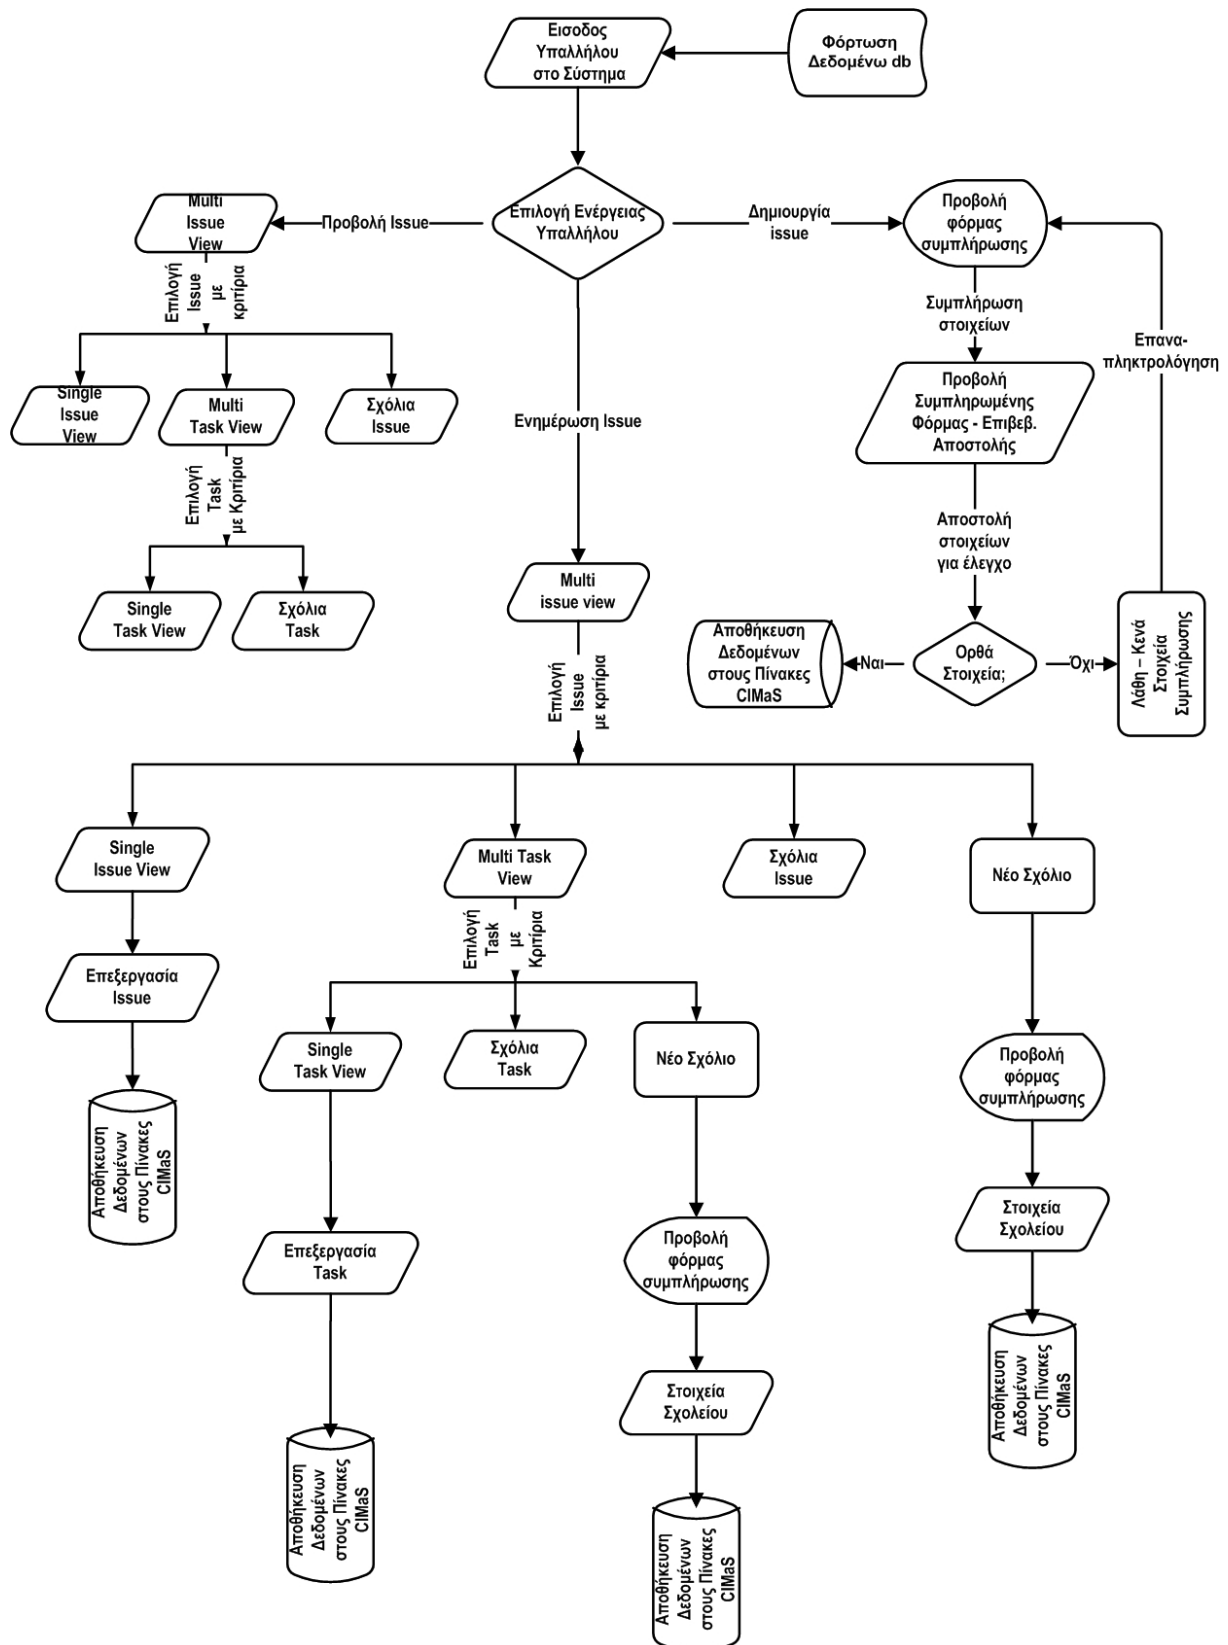 Εισοδος
Υπαλλήλου
στο Σύστημα
Φόρτωση
Δεδομένω db
Multi
Issue
View
Προβολή Issue
Επιλογή Ενέργειας
Υπαλλήλου
Δημιουργία
issue
Προβολή
φόρμας
συμπλήρωσης
Επιλογή
Issue
με
κριτίρια
Συμπλήρωση
στοιχείων
Επανα-
πληκτρολόγηση
Single
Issue
View
Multi
Task View
Σχόλια
Issue
Ενημέρωση Issue
Προβολή
Συμπληρωμένης
Φόρμας - Επιβεβ.
Αποστολής
Επιλογή
Task
με Κριτίρια
Αποστολή
στοιχείων
για έλεγχο
Single
Task View
Σχόλια
Task
Multi
issue view
Αποθήκευση
Δεδομένων
στους Πίνακες
CIMaS
Ναι
Ορθά
Στοιχεία;
Όχι
Λάθη – Κενά
Στοιχεία
Συμπλήρωσης
Επιλογή
Issue
με κριτίρια
Single
Issue View
Multi Task
View
Σχόλια
Issue
Νέο Σχόλιο
Επιλογή
Task
με
Κριτίρια
Επεξεργασία
Issue
Single
Task View
Σχόλια
Task
Νέο Σχόλιο
Προβολή
φόρμας
συμπλήρωσης
Αποθήκευση
Δεδομένων
στους Πίνακες
CIMaS
Επεξεργασία
Task
Προβολή
φόρμας
συμπλήρωσης
Στοιχεία
Σχολείου
Στοιχεία
Σχολείου
Αποθήκευση
Δεδομένων
στους Πίνακες
CIMaS
Αποθήκευση
Δεδομένων
στους Πίνακες
CIMaS
Αποθήκευση
Δεδομένων
στους Πίνακες
CIMaS